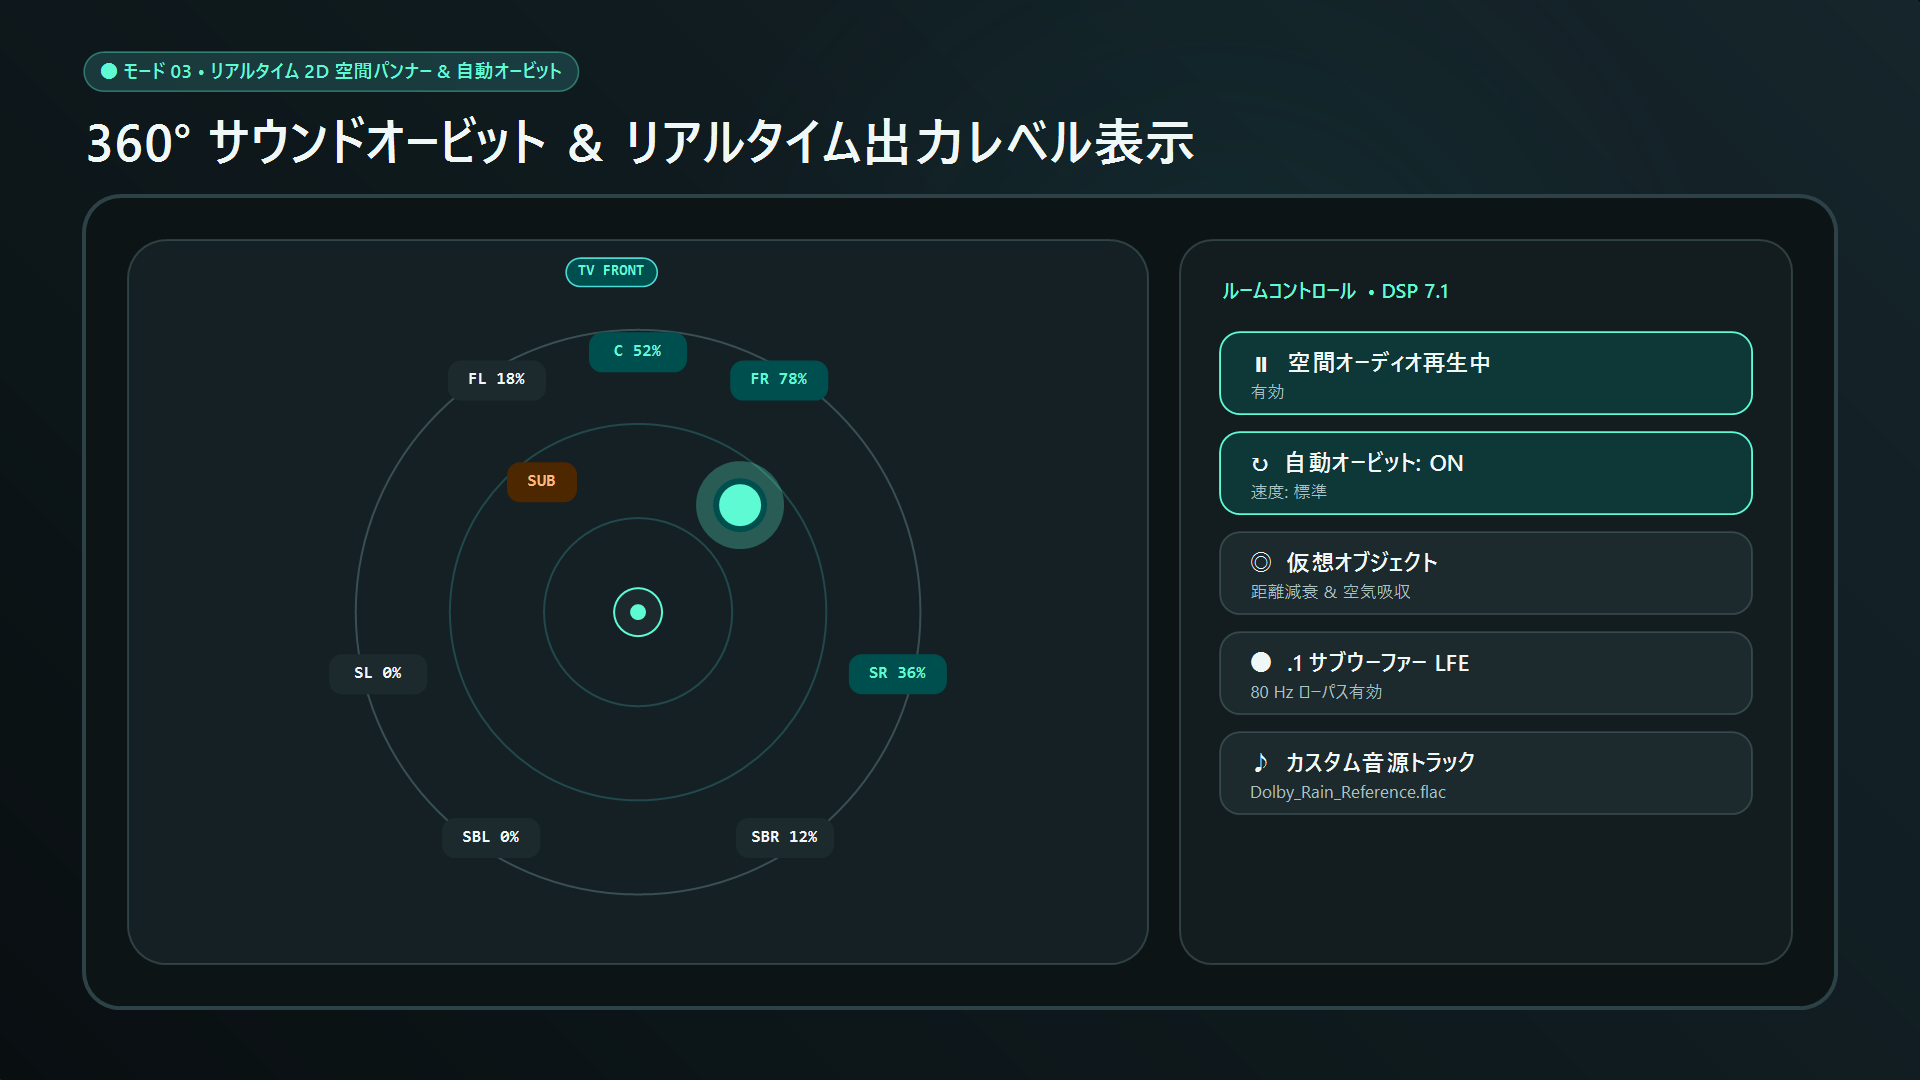 ● モード 03 • リアルタイム 2D 空間パンナー & 自動オービット
360° サウンドオービット & リアルタイム出力レベル表示
TV FRONT
C 52%
FL 18%
FR 78%
SUB
SL 0%
SR 36%
SBL 0%
SBR 12%
ルームコントロール • DSP 7.1
⏸ 空間オーディオ再生中
有効
↻ 自動オービット: ON
速度: 標準
◎ 仮想オブジェクト
距離減衰 & 空気吸収
● .1 サブウーファー LFE
80 Hz ローパス有効
♪ カスタム音源トラック
Dolby_Rain_Reference.flac